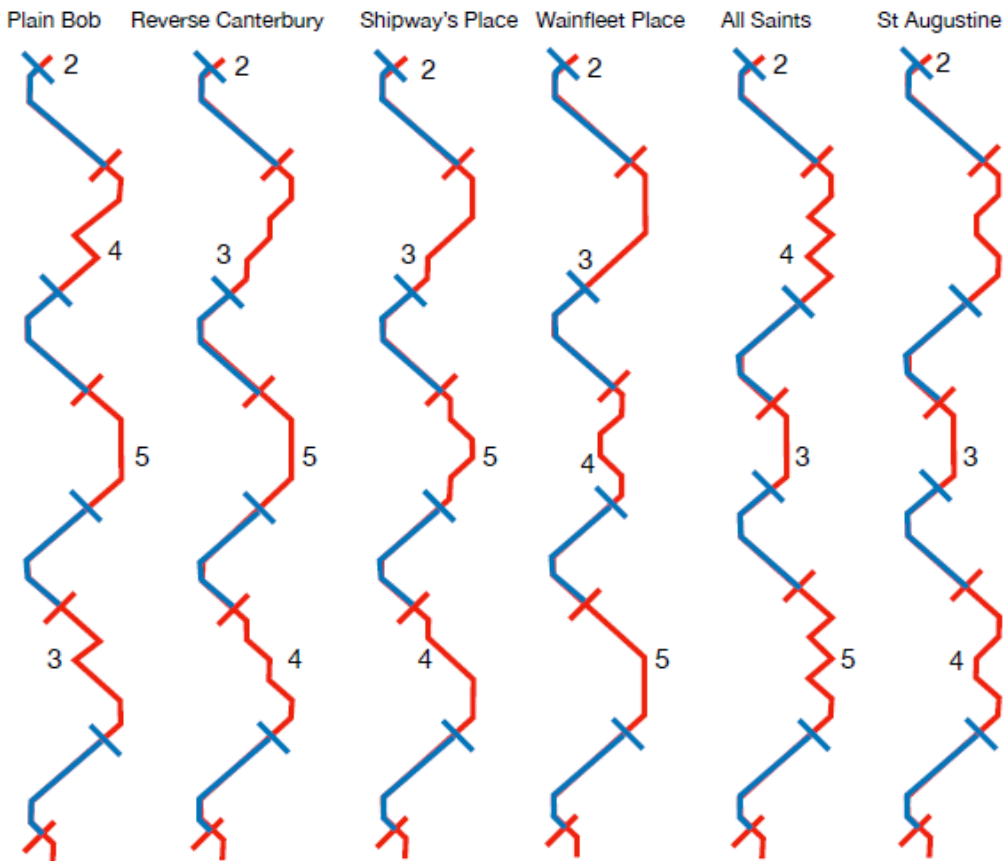 Plain Bob Reverse Canterbury Shipway's Place Wainfleet Place All Saints St Augustine
2 2 2 2 2 2
4 3 3 3 4
5 5 5 4 3 3
3 4 4 5 5 4